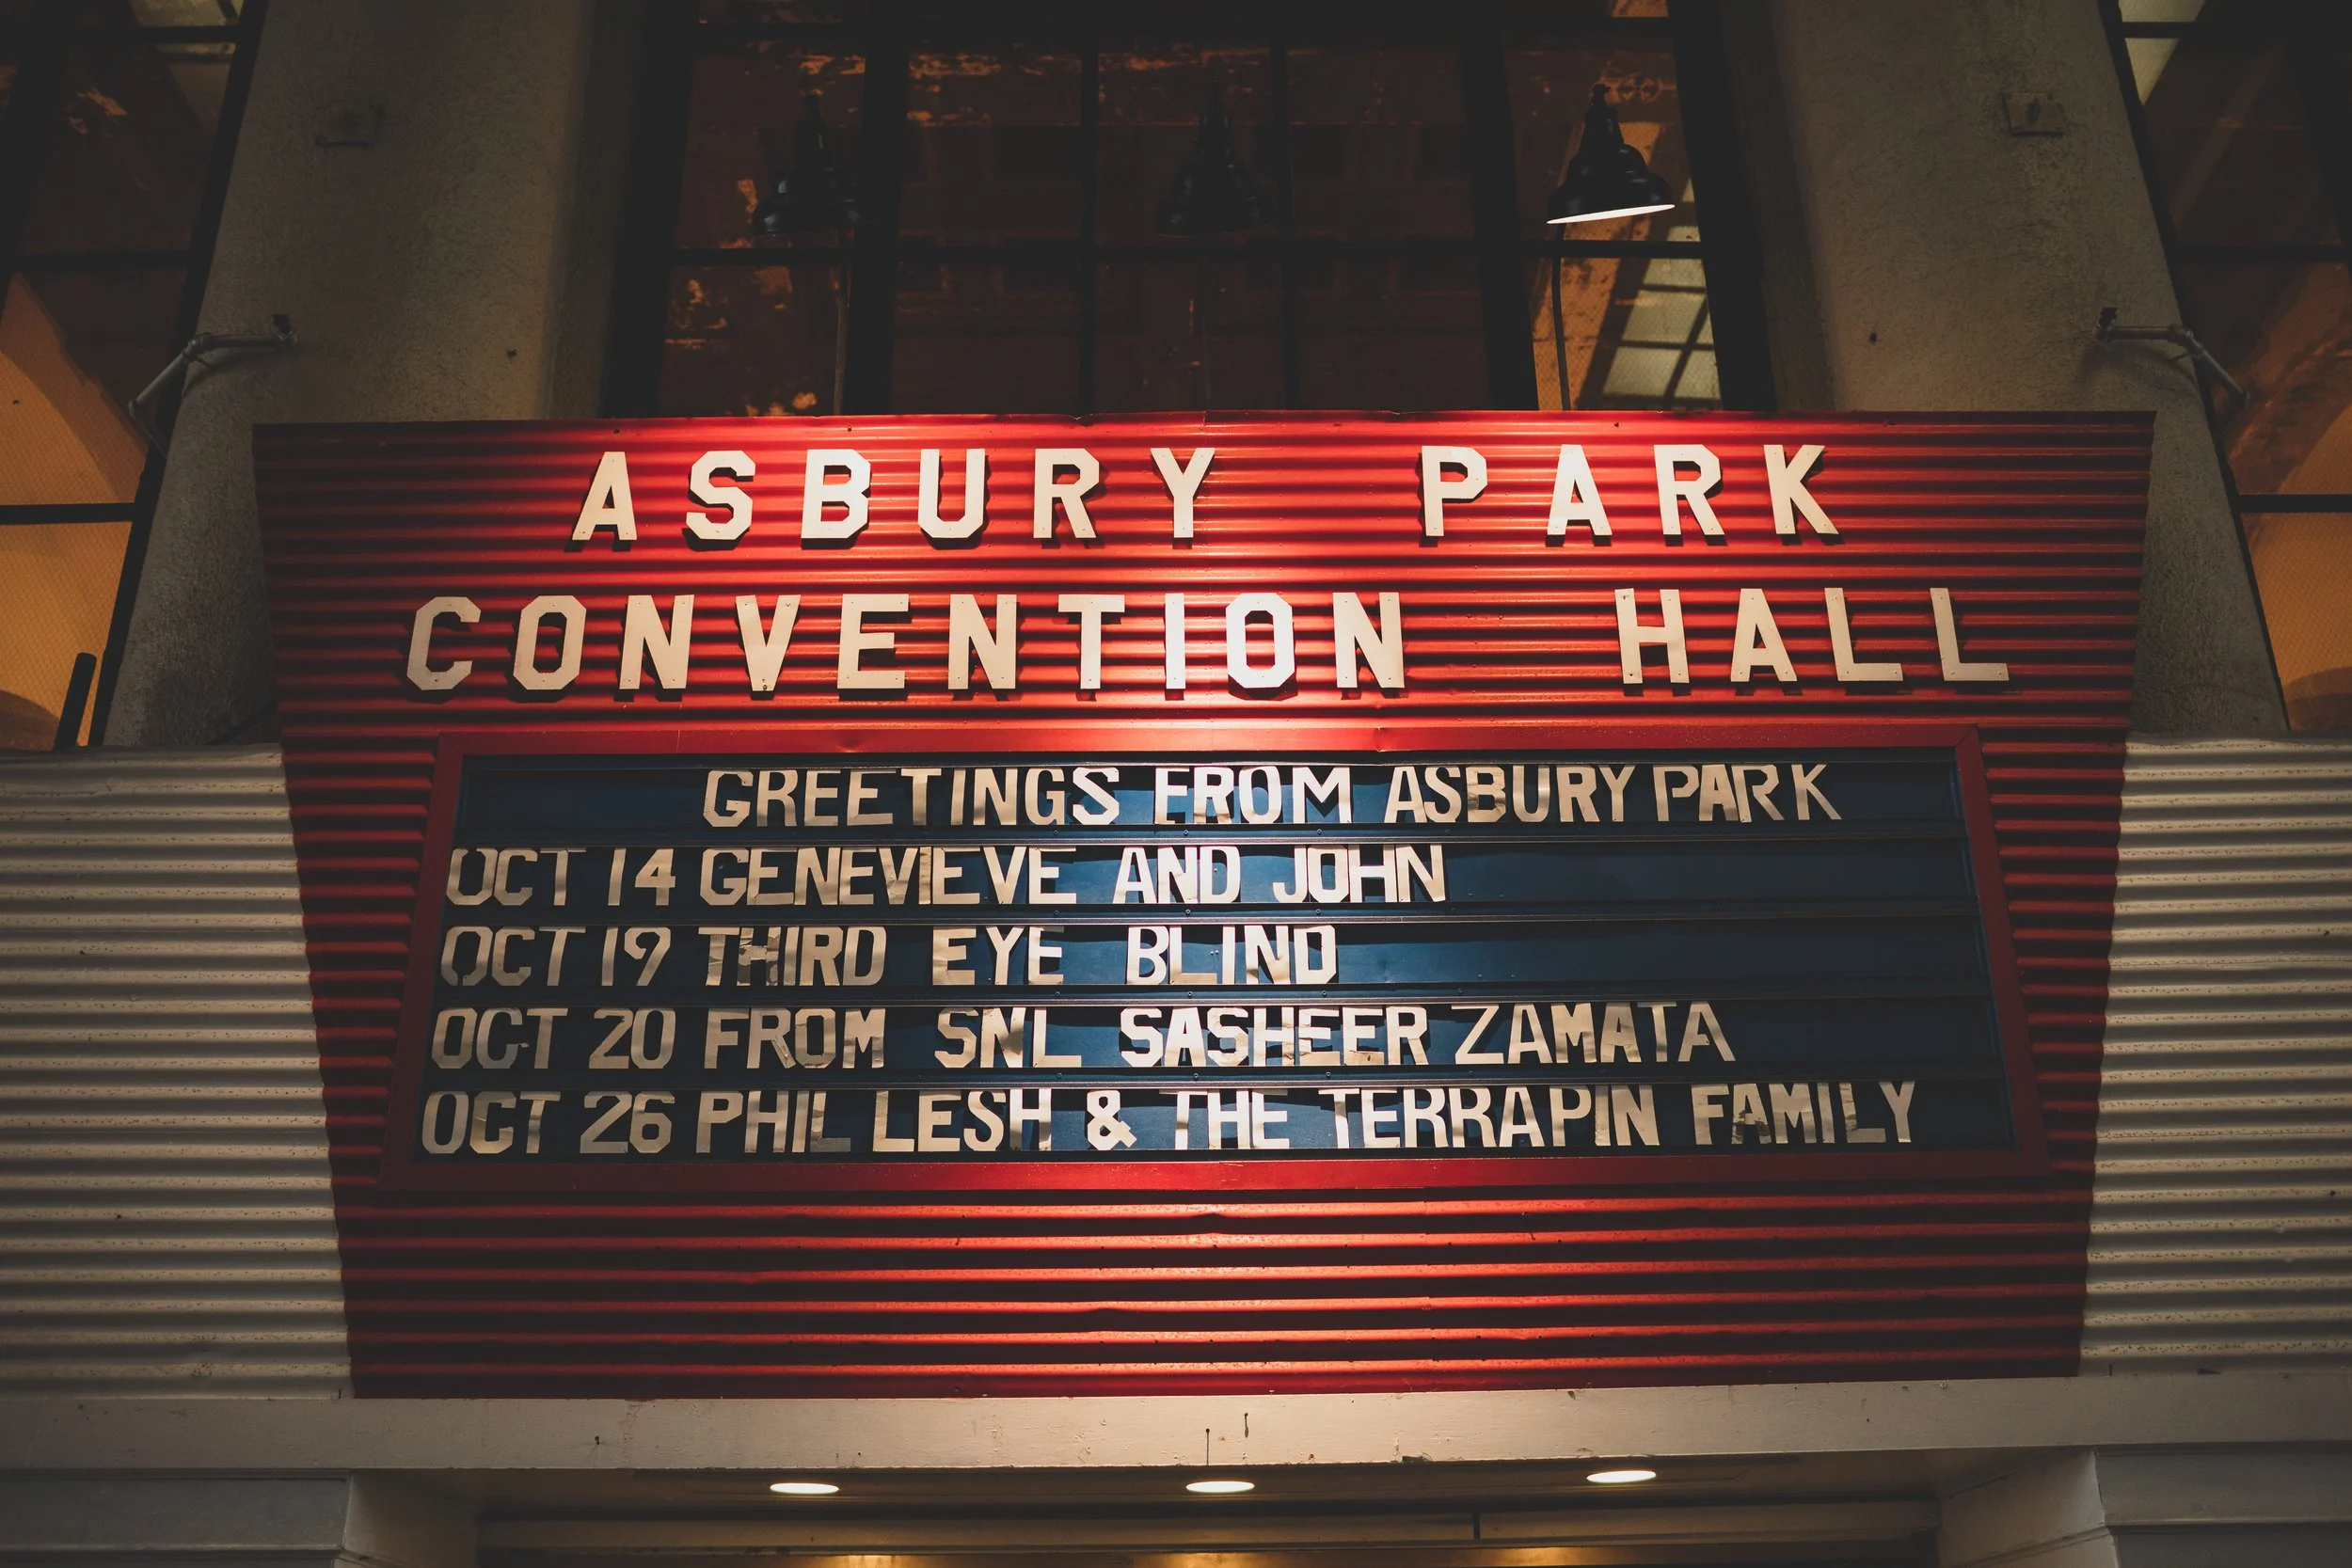 ASBURY PARK
CONVENTION HALL
GREETINGS FROM ASBURY PARK
OCT 14 GENEVIEVE AND JOHN
OCT 19 THIRD EYE BLIND
OCT 20 FROM SNL SASHEER ZAMATA
OCT 26 PHIL LESH & THE TERRAPIN FAMILY